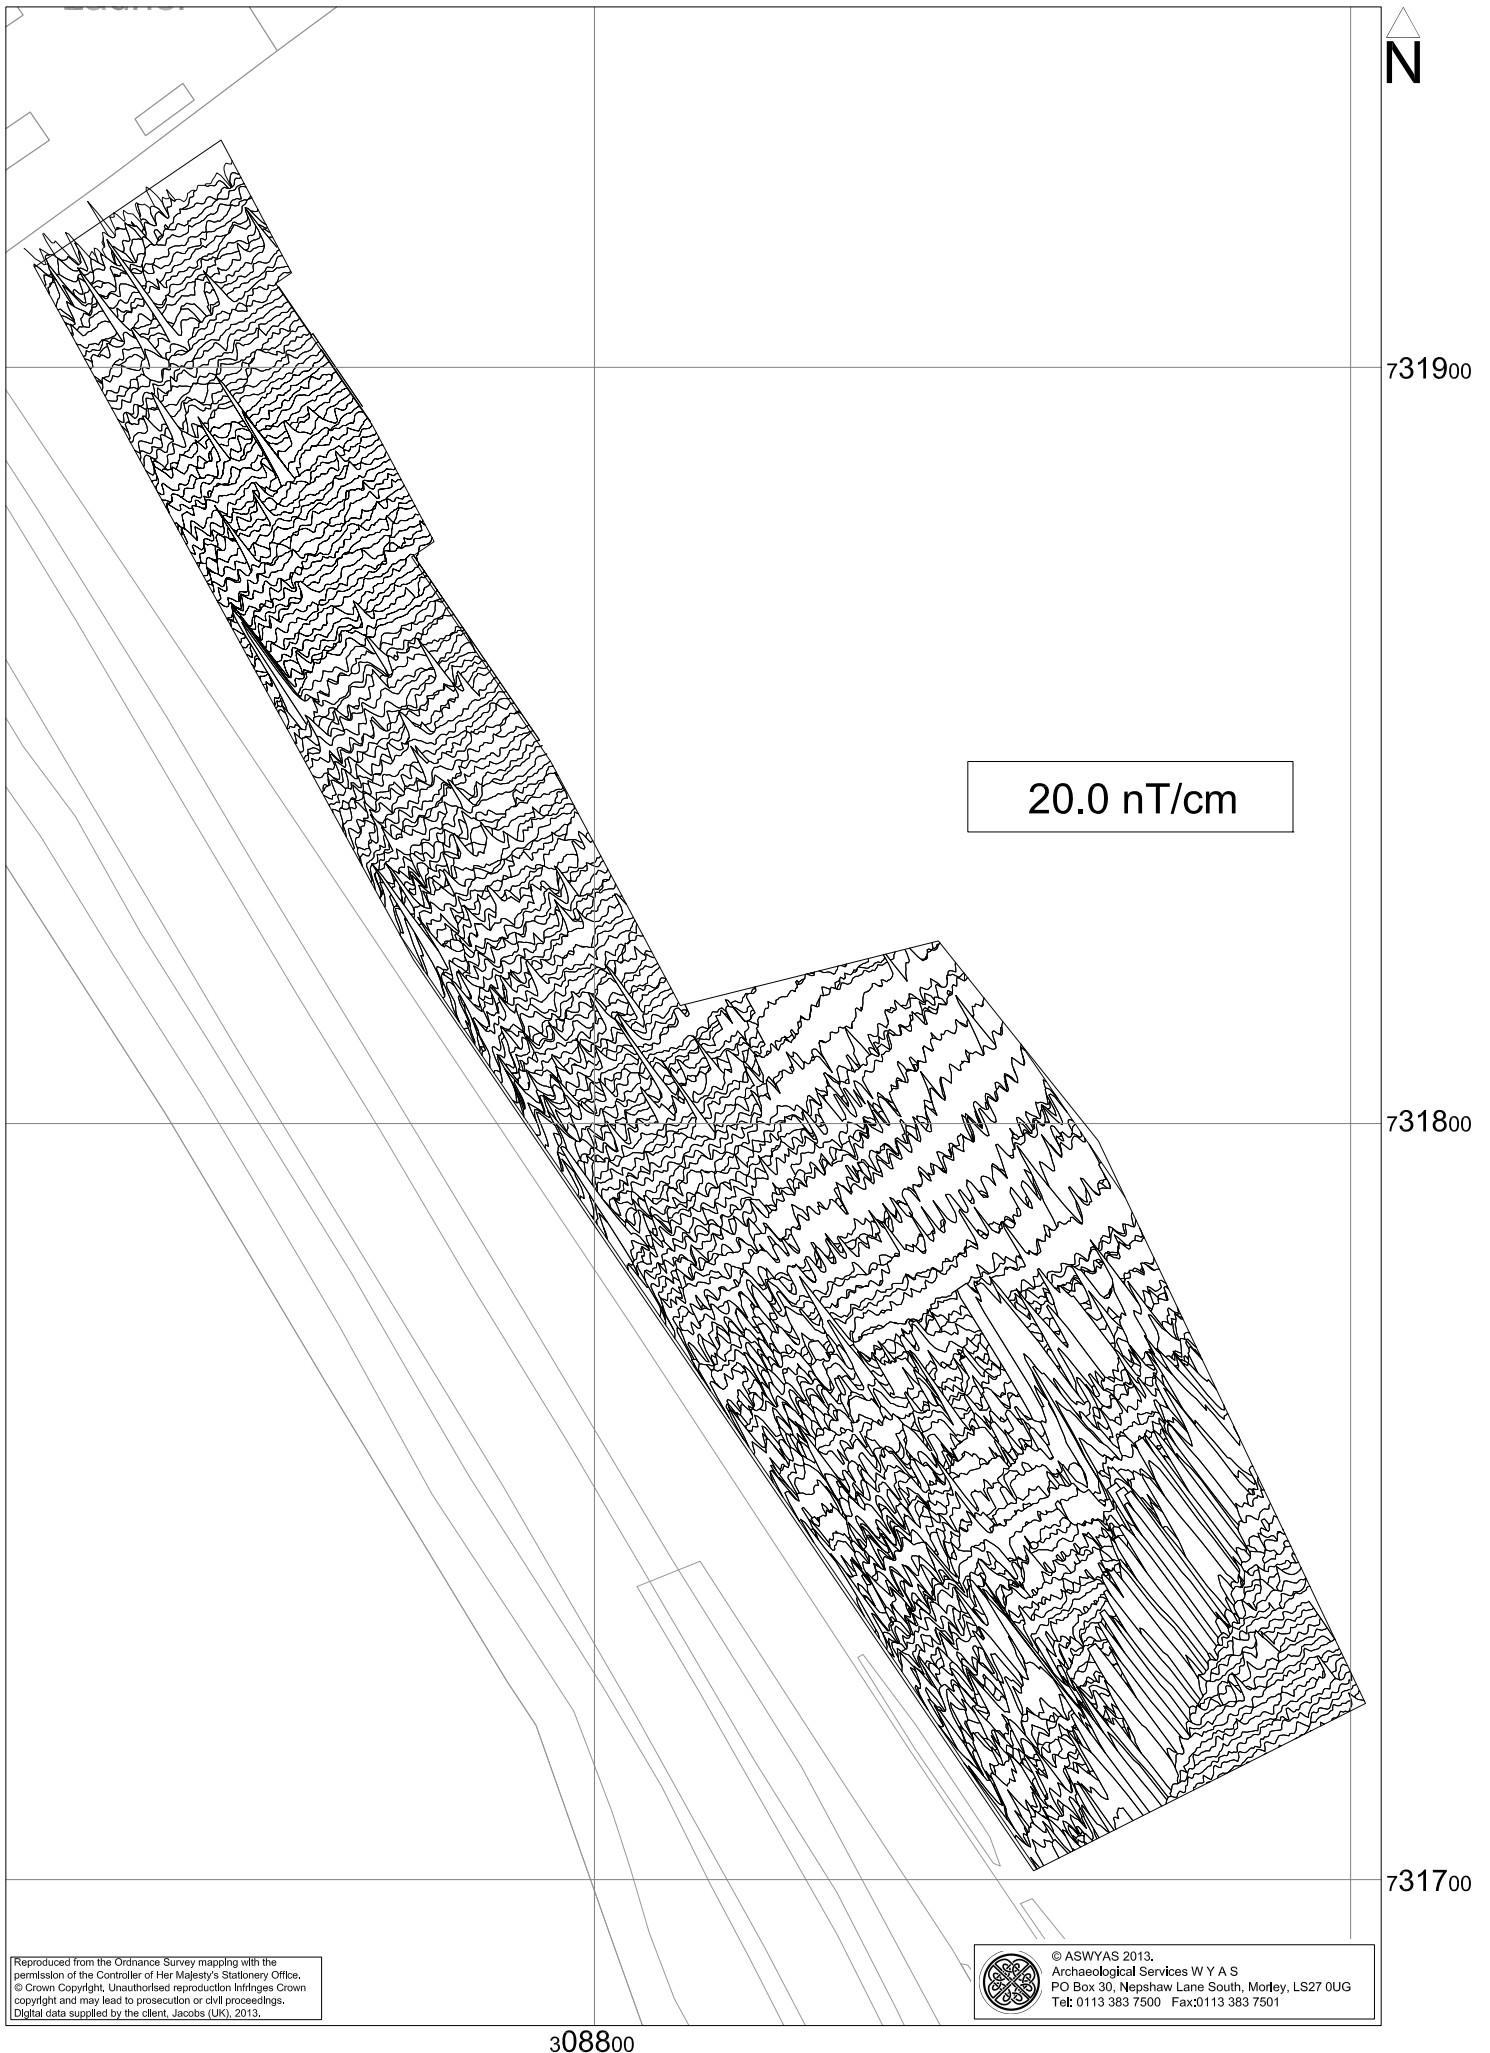 N
731900
20.0 nT/cm
731800
731700
Reproduced from the Ordnance Survey mapping with the
permission of the Controller of Her Majesty's Stationery Office.
© Crown Copyright, Unauthorised reproduction infringes Crown
copyright and may lead to prosecution or civil proceedings.
Digital data supplied by the client, Jacobs (UK), 2013.
© ASWYAS 2013.
Archaeological Services W Y A S
PO Box 30, Nepshaw Lane South, Morley, LS27 0UG
Tel: 0113 383 7500 Fax:0113 383 7501
308800